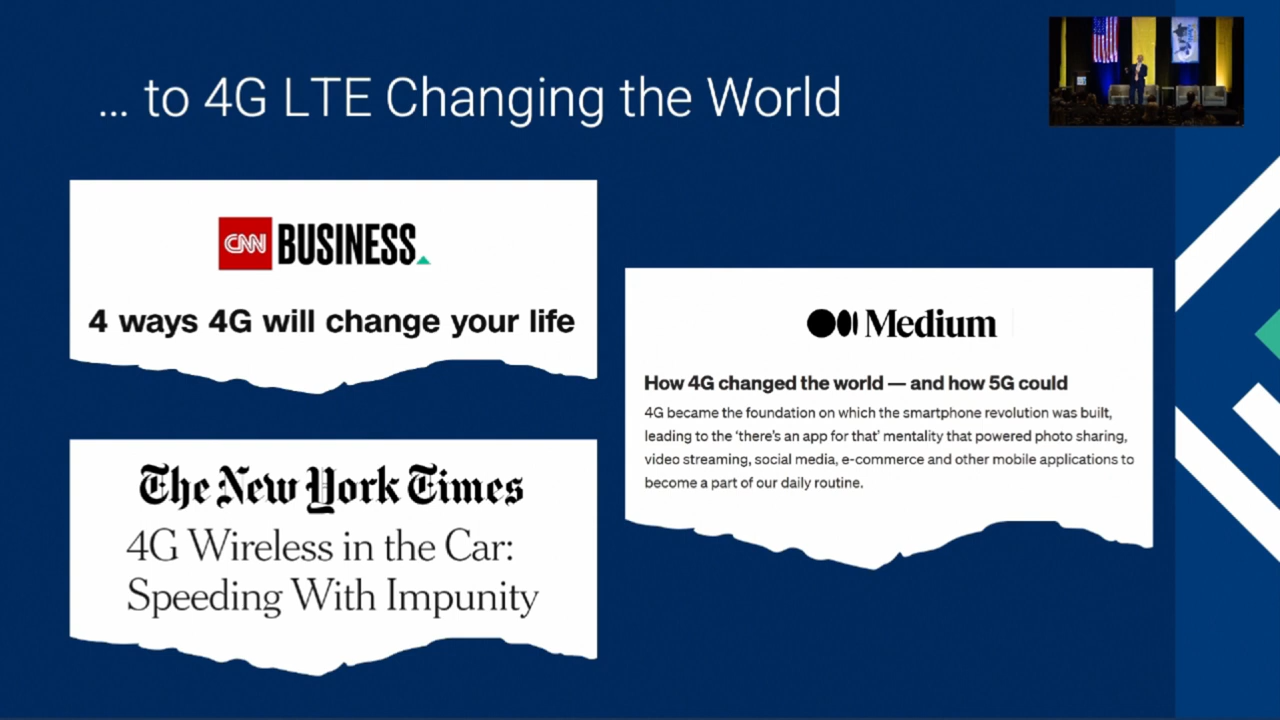 ... to 4G LTE Changing the World
CNN BUSINESS
4 ways 4G will change your life
The New York Times
4G Wireless in the Car:
Speeding With Impunity
Medium
How 4G changed the world — and how 5G could
4G became the foundation on which the smartphone revolution was built,
leading to the ‘there’s an app for that’ mentality that powered photo sharing,
video streaming, social media, e-commerce and other mobile applications to
become a part of our daily routine.